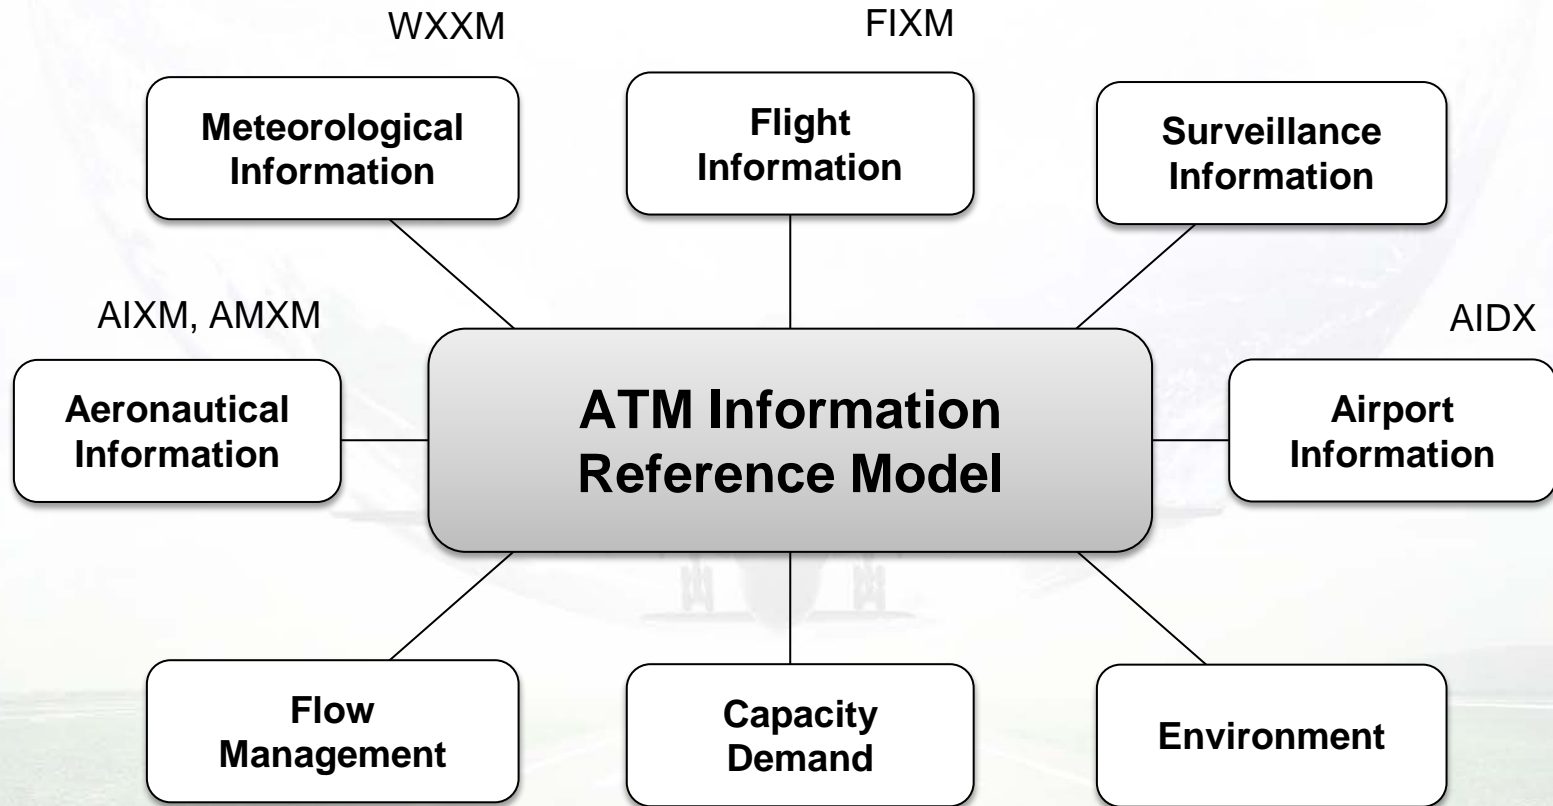 WXXM
FIXM
Meteorological
Information
Flight
Information
Surveillance
Information
AIXM, AMXM
AIDX
Aeronautical
Information
ATM Information
Reference Model
Airport
Information
Flow
Management
Capacity
Demand
Environment